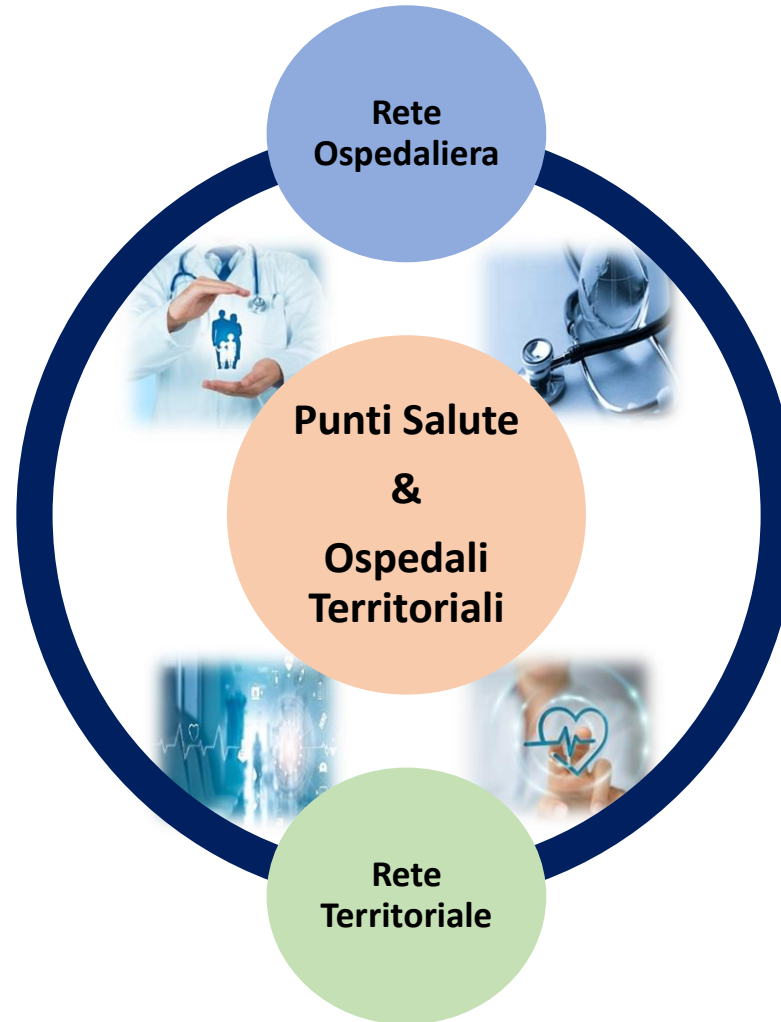 Rete
Ospedaliera
Punti Salute
&
Ospedali
Territoriali
Rete
Territoriale